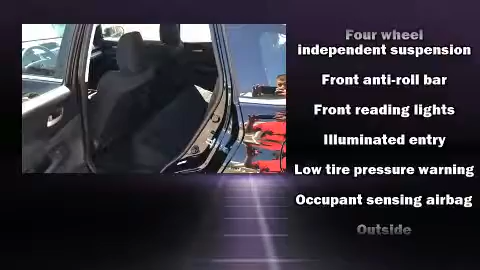 Four wheel
independent suspension
Front anti-roll bar
Front reading lights
Illuminated entry
Low tire pressure warning
Occupant sensing airbag
Outside